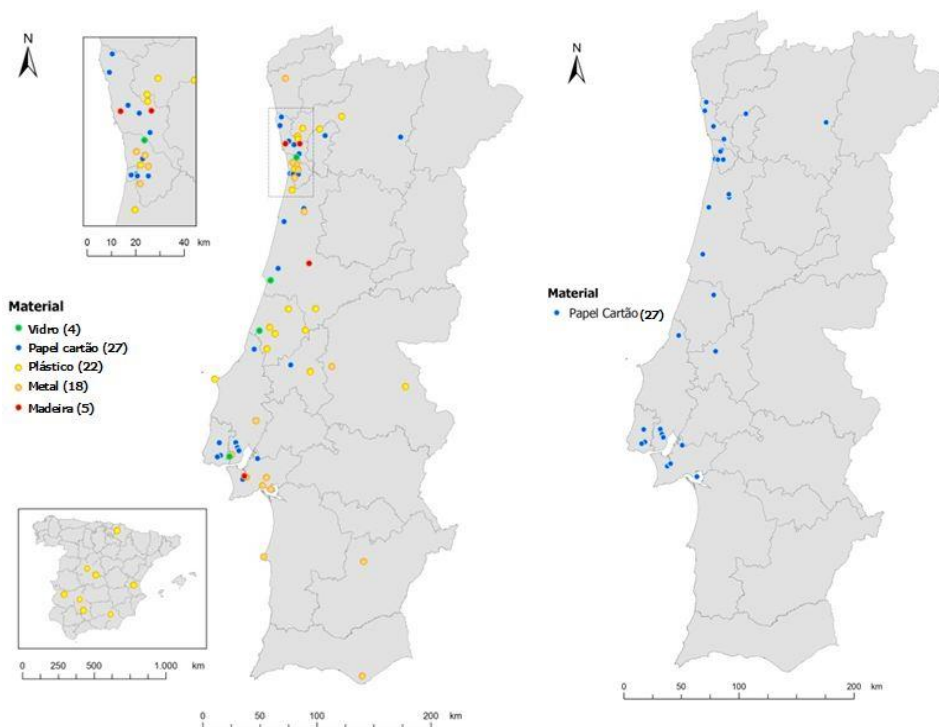 N
N
0 20 40 km
Material
Vidro (4)
Papel cartão (27)
Plástico (22)
Metal (18)
Madeira (5)
Material
Papel Cartão (27)
0 250 500 1.000 km
0 50 100 200 km
0 50 100 200 km